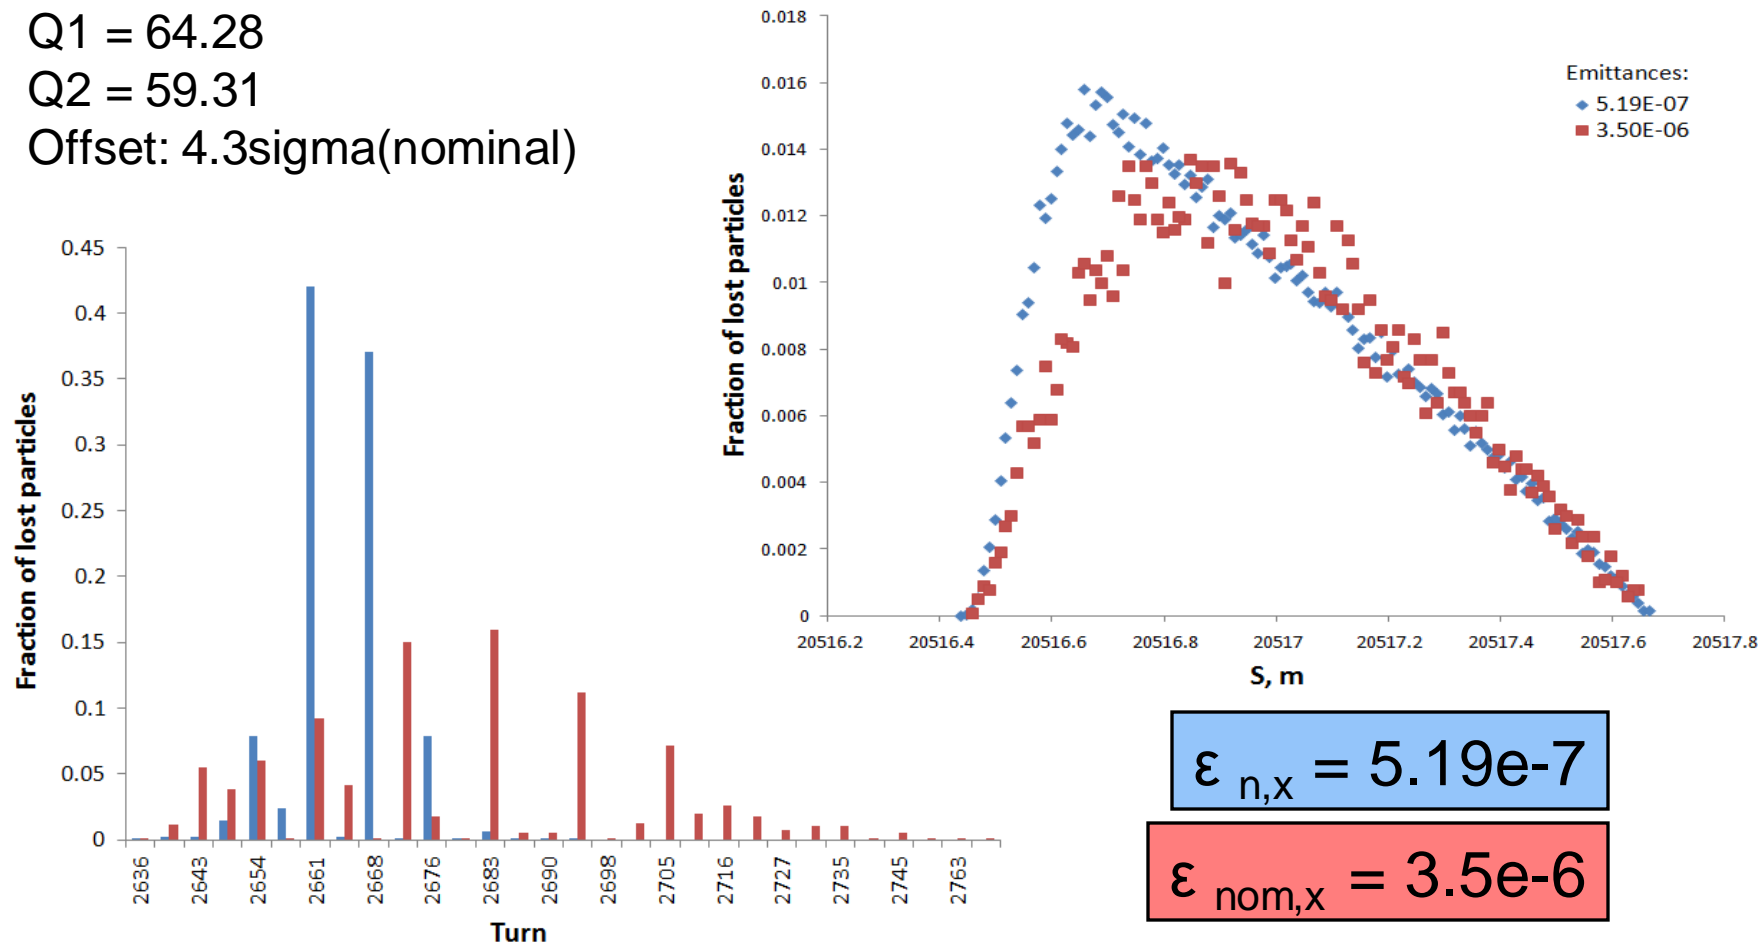 Q1 = 64.28
Q2 = 59.31
Offset: 4.3sigma(nominal)
0.45
0.4
0.35
0.3
0.25
0.2
0.15
0.1
0.05
0
Fraction of lost particles
2636
2643
2654
2661
2668
2676
2683
2690
2698
2705
2716
2727
2735
2745
2763
Turn
0.018
0.016
0.014
0.012
0.01
0.008
0.006
0.004
0.002
0
Fraction of lost particles
Emittances:
5.19E-07
3.50E-06
20516.2 20516.4 20516.6 20516.8 20517 20517.2 20517.4 20517.6 20517.8
S, m
ε n,x = 5.19e-7
ε nom,x = 3.5e-6